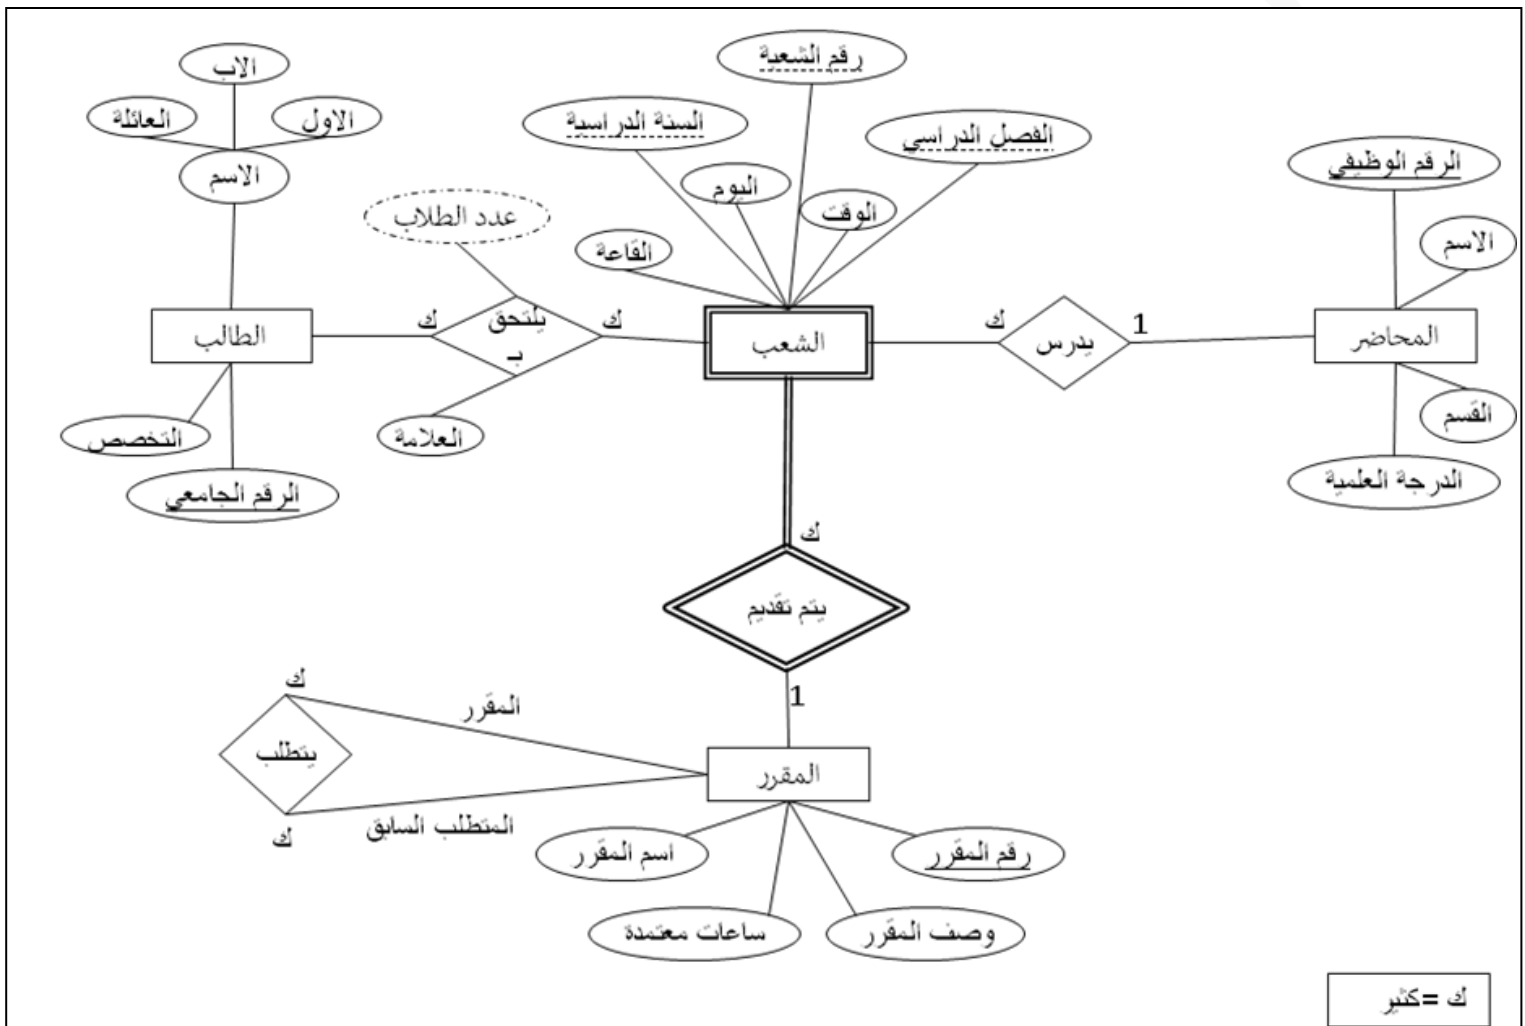 رقم الشعبة
الاب
السنة الدراسية
العائلة
الاول
الفصل الدراسي
الرقم الوظيفي
الاسم
اليوم
الوقت
عدد الطلاب
الاسم
القاعة
ك
ك
ك
1
الطالب
يلتحق
بـ
الشعب
يدرس
المحاضر
القسم
التخصص
العلامة
الرقم الجامعي
الدرجة العلمية
ك
يتم تقديم
ك
1
المقرر
يتطلب
المقرر
المتطلب السابق
ك
اسم المقرر
رقم المقرر
ساعات معتمدة
وصف المقرر
ك =كثير